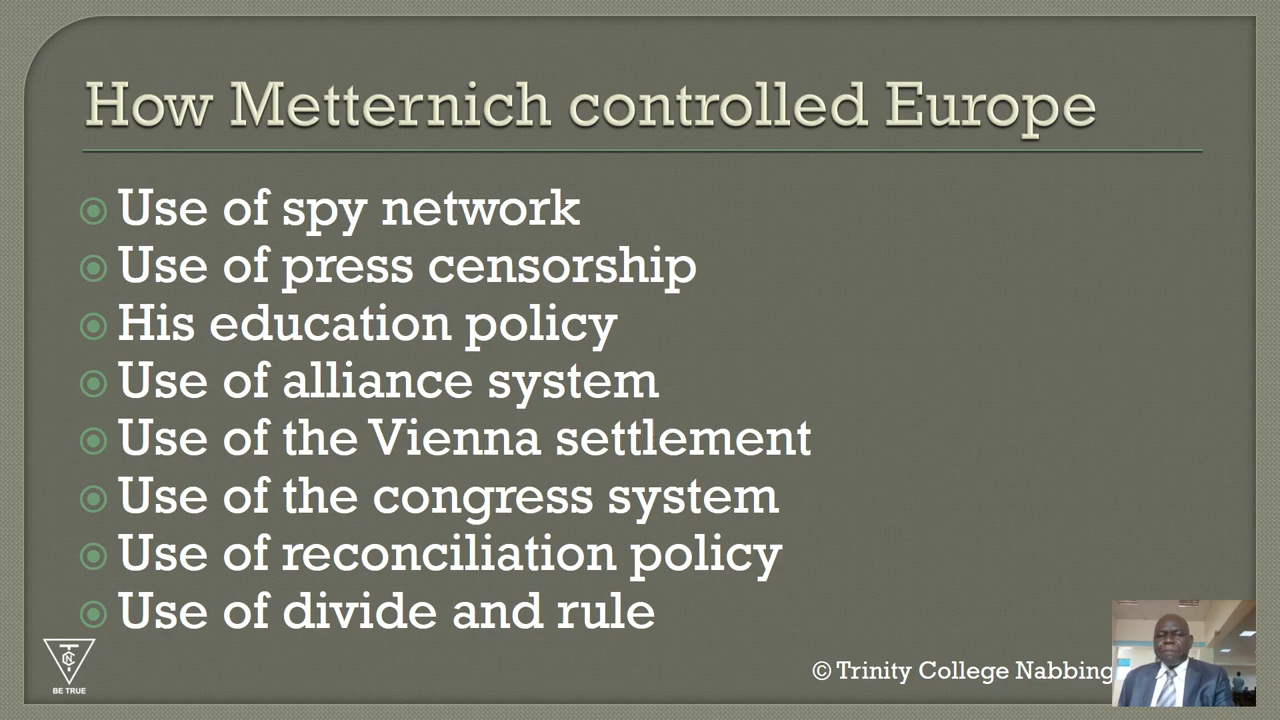 How Metternich controlled Europe
Use of spy network
Use of press censorship
His education policy
Use of alliance system
Use of the Vienna settlement
Use of the congress system
Use of reconciliation policy
Use of divide and rule
BE TRUE
© Trinity College Nabbing